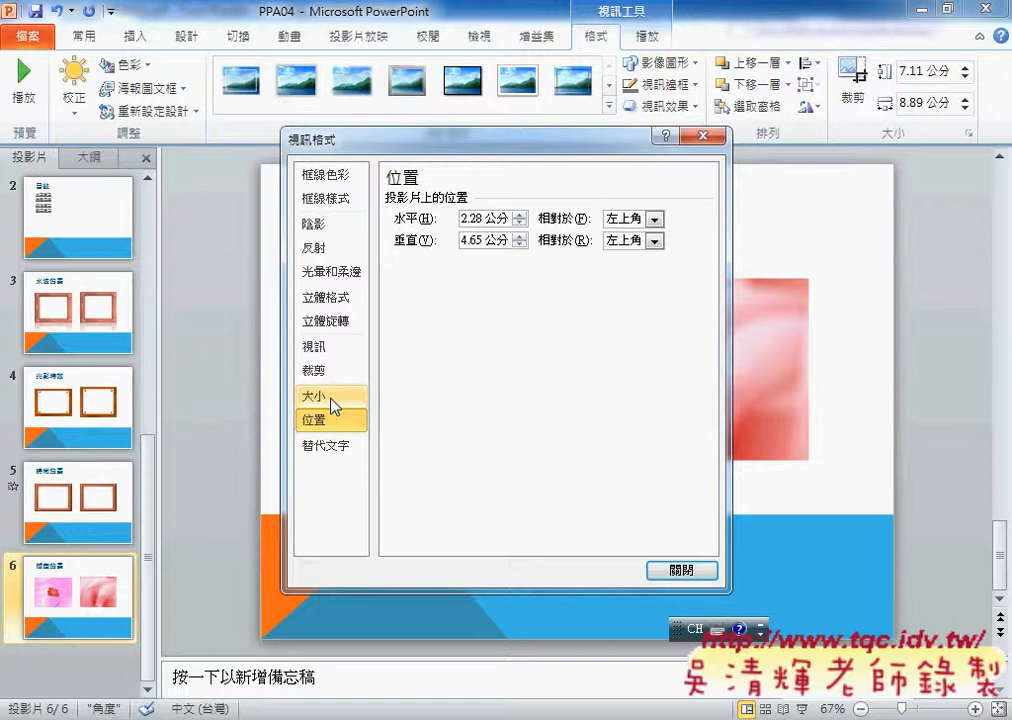 PPA04 - Microsoft PowerPoint
視訊工具
檔案
常用
插入
設計
切換
動畫
投影片放映
校閱
檢視
增益集
格式
播放
播放
校正
色彩
海報圖文框
重新設定設計
影像圖形
視訊邊框
視訊效果
上移一層
下移一層
選取窗格
裁剪
7.11 公分
8.89 公分
預覽
調整
排列
大小
投影片
大綱
2
3
4
5
6
視訊格式
框線色彩
框線樣式
陰影
反射
光暈和柔邊
立體格式
立體旋轉
視訊
裁剪
大小
位置
替代文字
位置
投影片上的位置
水平(H): 2.28 公分 相對於(F): 左上角
垂直(V): 4.65 公分 相對於(R): 左上角
關閉
CH
http://www.tqc.idv.tw/
吳清輝老師錄製
按一下以新增備忘稿
投影片 6/6
"角度"
中文 (台灣)
67%